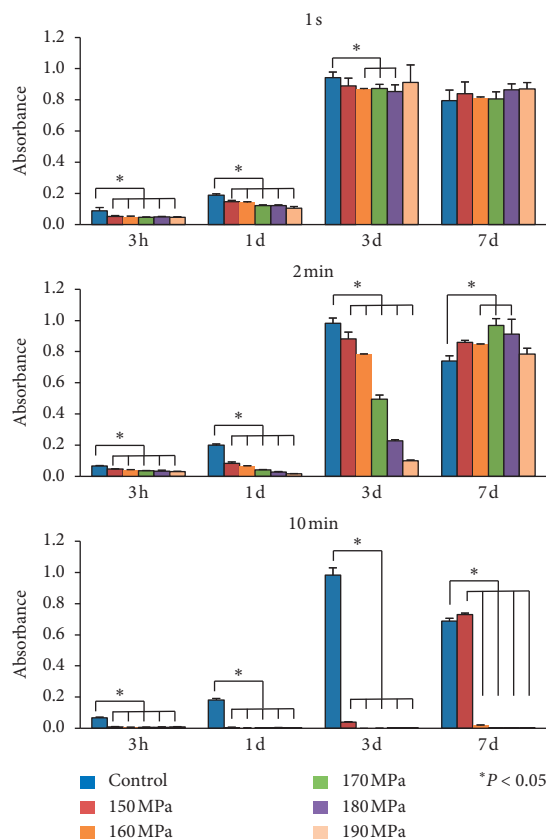 1 s
Absorbance
1.2
1.0
0.8
0.6
0.4
0.2
0.0
*
*
*
3 h
1 d
3 d
7 d
2 min
Absorbance
1.2
1.0
0.8
0.6
0.4
0.2
0.0
*
*
*
*
3 h
1 d
3 d
7 d
10 min
Absorbance
1.2
1.0
0.8
0.6
0.4
0.2
0.0
*
*
*
*
3 h
1 d
3 d
7 d
Control
150 MPa
160 MPa
170 MPa
180 MPa
190 MPa
*P < 0.05